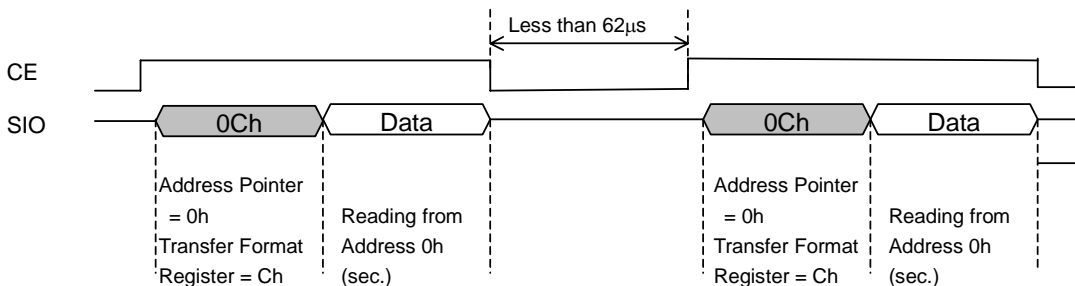 Less than 62μs
CE
SIO
0Ch
Data
0Ch
Data
Address Pointer
= 0h
Transfer Format
Register = Ch
Reading from
Address 0h
(sec.)
Address Pointer
= 0h
Transfer Format
Register = Ch
Reading from
Address 0h
(sec.)